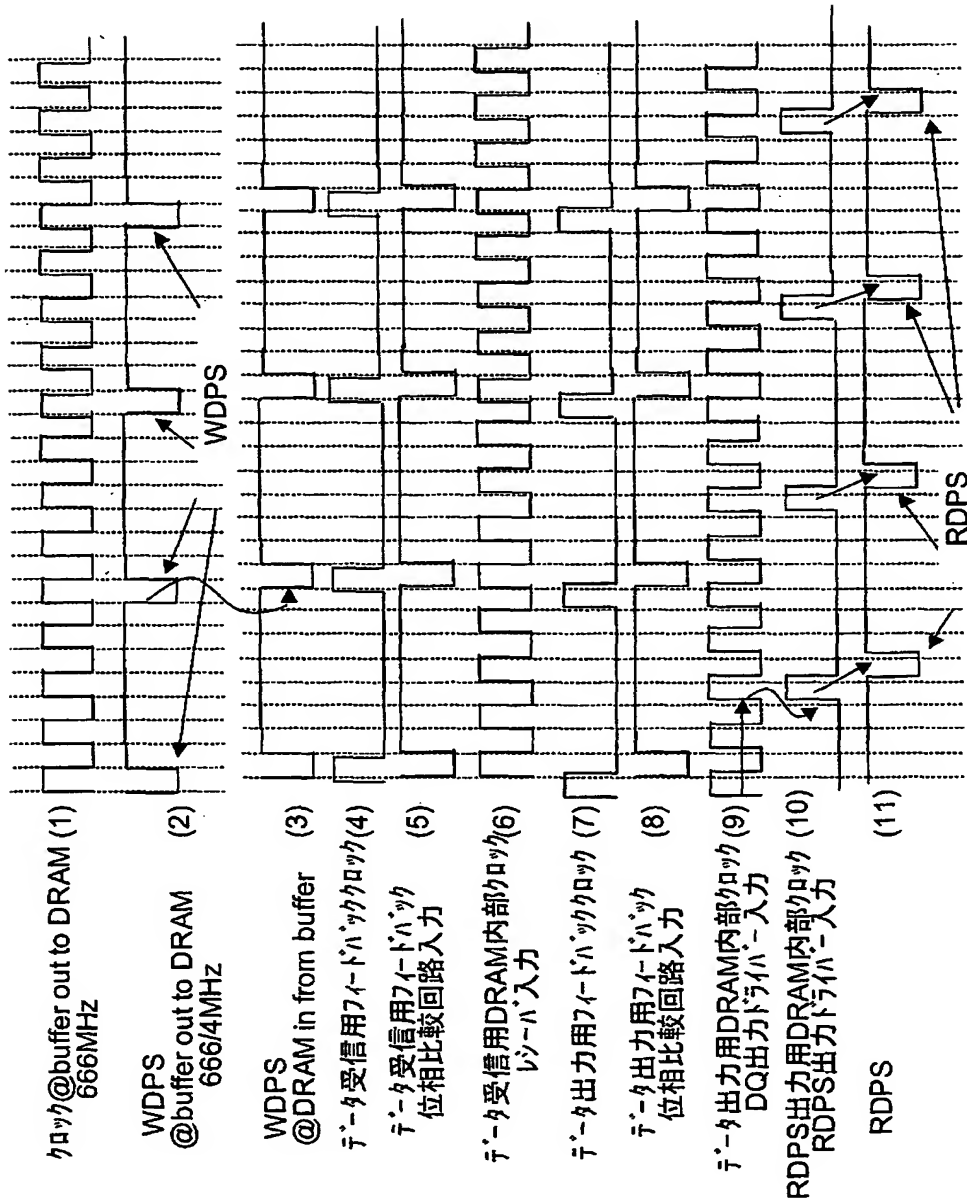 クロック@buffer out to DRAM (1)
666MHz
WDPS (2)
@buffer out to DRAM
666/4MHz
WDPS
WDPS (3)
@DRAM in from buffer
データ受信用フィードバッククロック(4)
データ受信用フィードバック (5)
位相比較回路入力
データ受信用DRAM内部クロック(6)
レシーバ入力
データ出力用フィードバッククロック (7)
データ出力用フィードバック (8)
位相比較回路入力
データ出力用DRAM内部クロック (9)
DQ出力ドライバー入力
RDPS出力用DRAM内部クロック (10)
RDPS出力ドライバー入力
RDPS (11)
RDPS